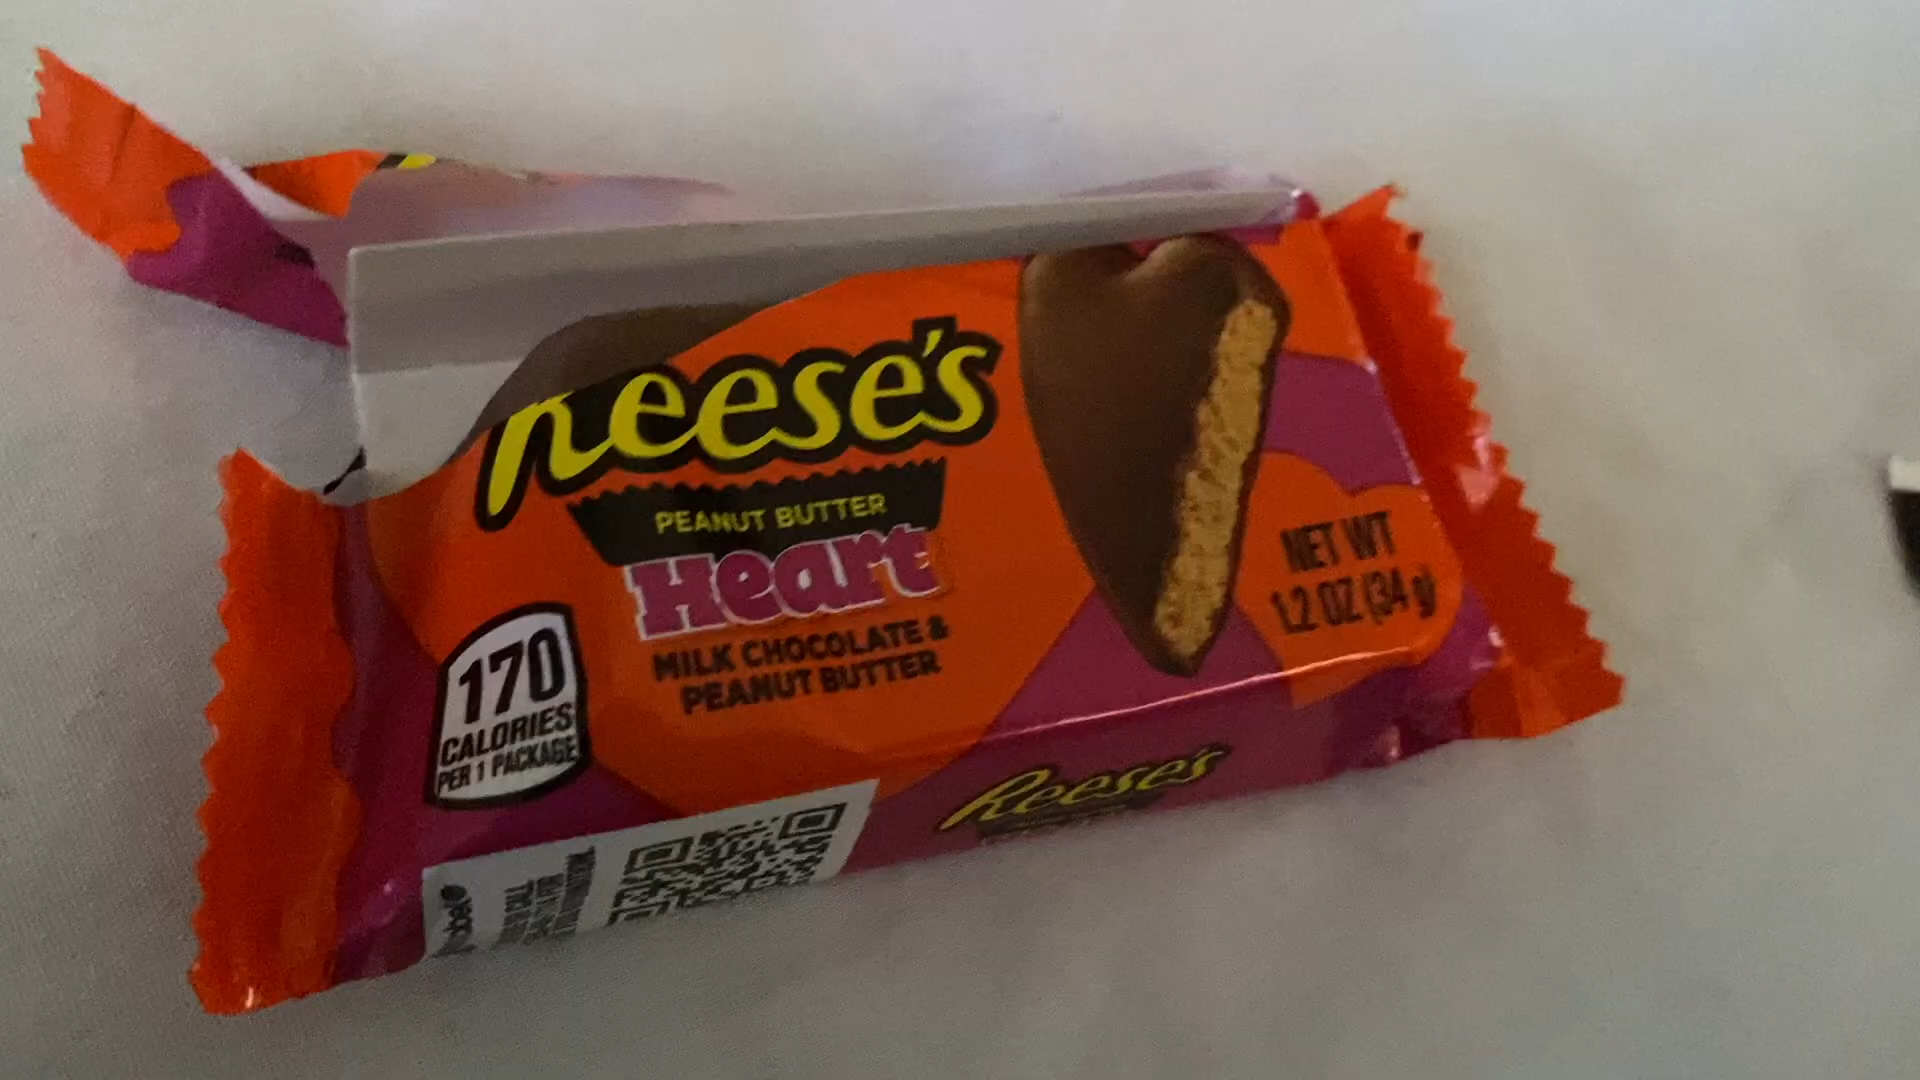 Reese's
PEANUT BUTTER
Heart
MILK CHOCOLATE &
PEANUT BUTTER
NET WT
1.2 OZ (34 g)
170
CALORIES
PER 1 PACKAGE
Reese's
CALL